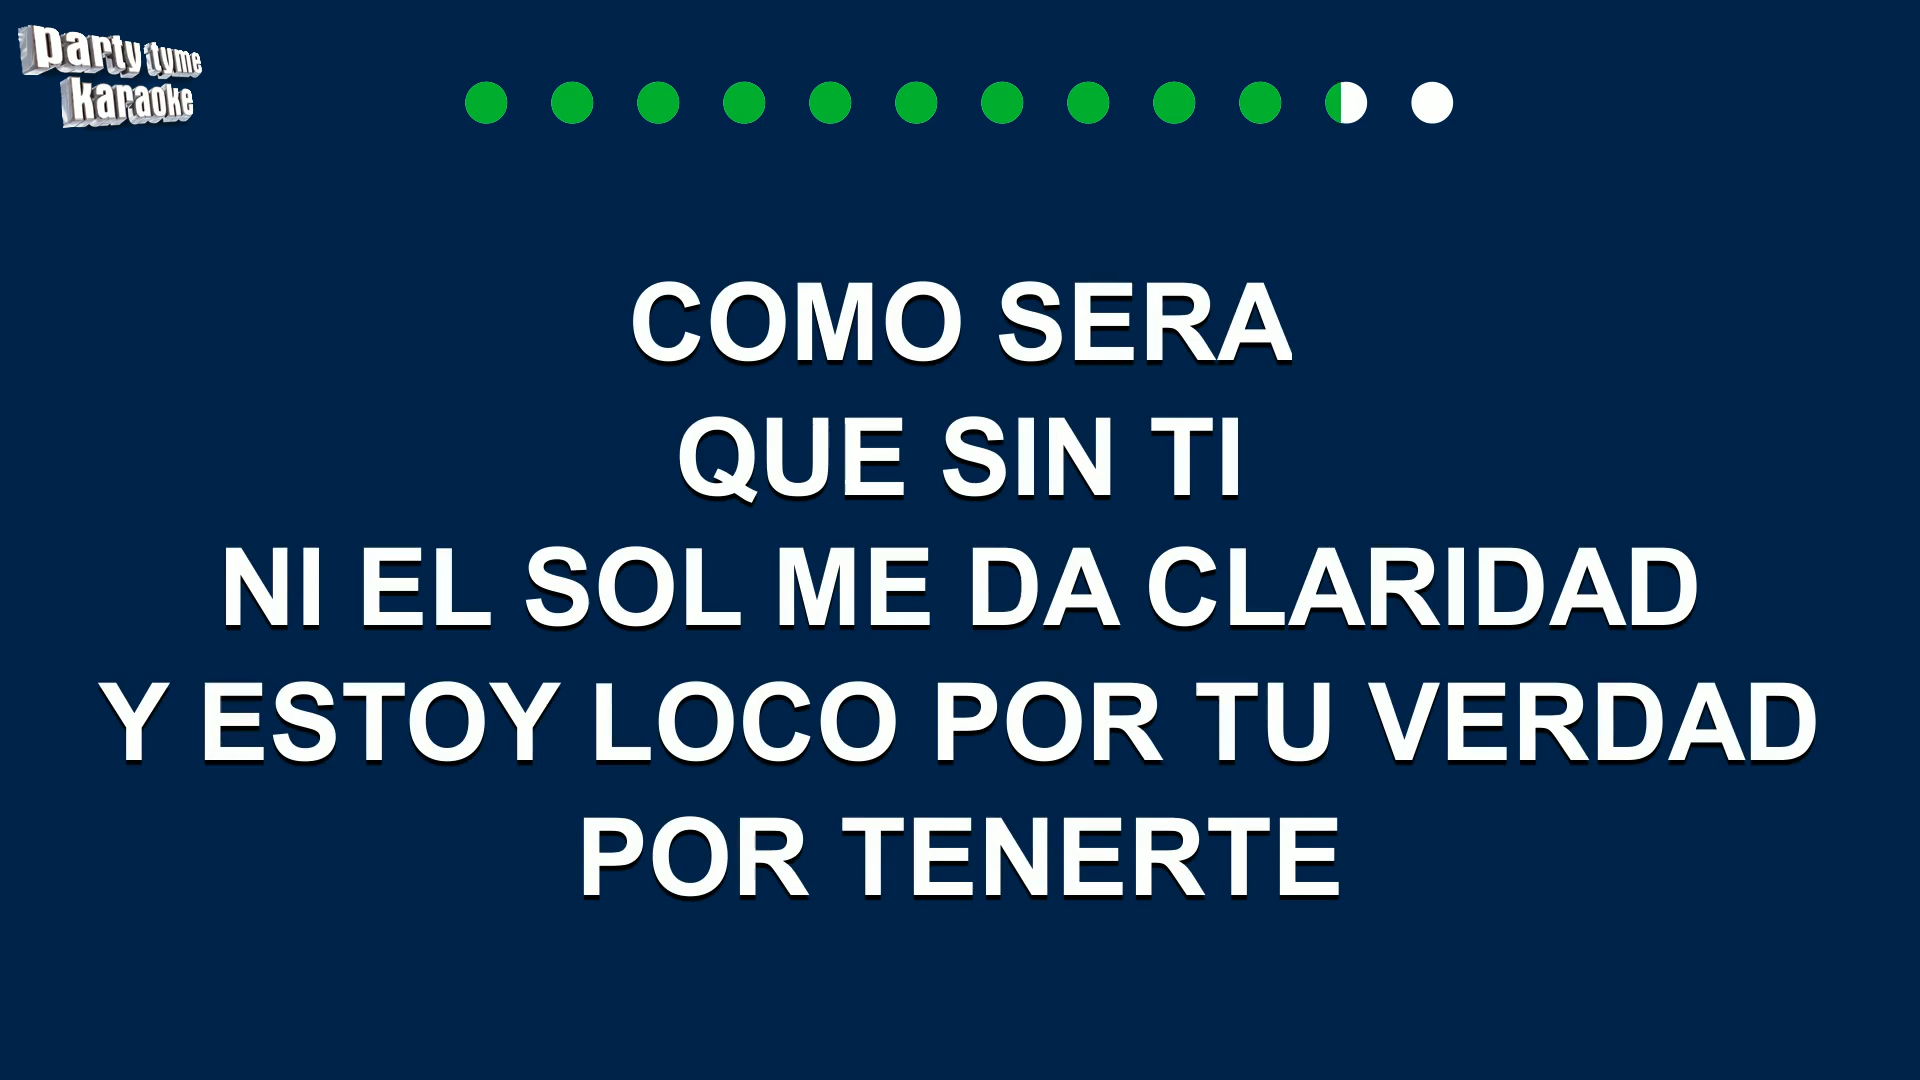 party tyme
karaoke
COMO SERA
QUE SIN TI
NI EL SOL ME DA CLARIDAD
Y ESTOY LOCO POR TU VERDAD
POR TENERTE